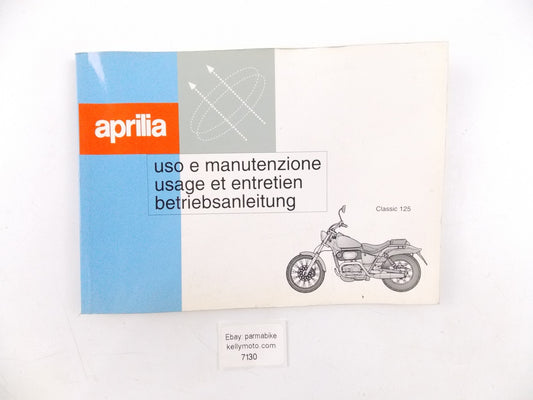 aprilia
uso e manutenzione
usage et entretien
betriebsanleitung
Classic 125
Ebay parmabike
kellymoto.com
7130